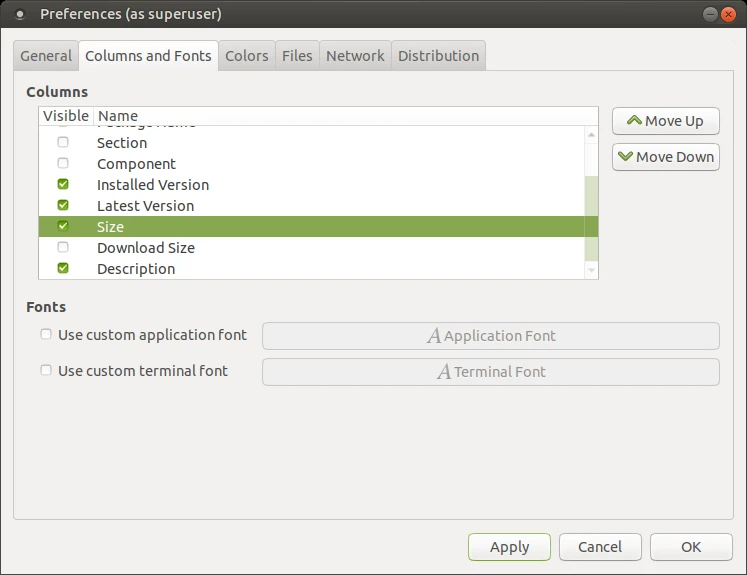 Preferences (as superuser)
General Columns and Fonts Colors Files Network Distribution
Columns
Visible Name
Section
Component
Installed Version
Latest Version
Size
Download Size
Description
Move Up
Move Down
Fonts
Use custom application font A Application Font
Use custom terminal font A Terminal Font
Apply Cancel OK